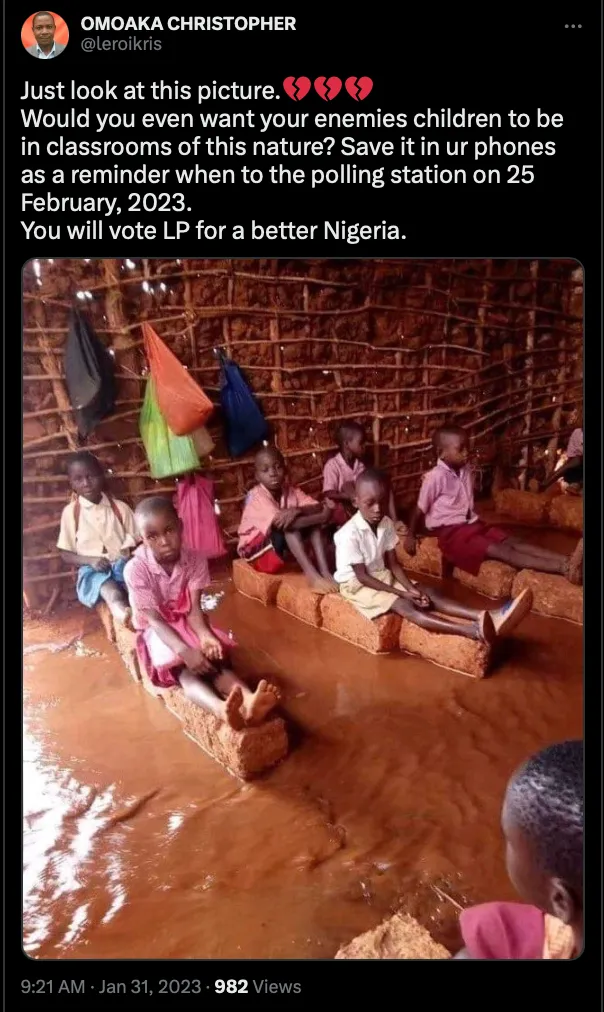 OMOAKA CHRISTOPHER
@leroikris
Just look at this picture.💔💔💔
Would you even want your enemies children to be
in classrooms of this nature? Save it in ur phones
as a reminder when to the polling station on 25
February, 2023.
You will vote LP for a better Nigeria.
9:21 AM · Jan 31, 2023 · 982 Views